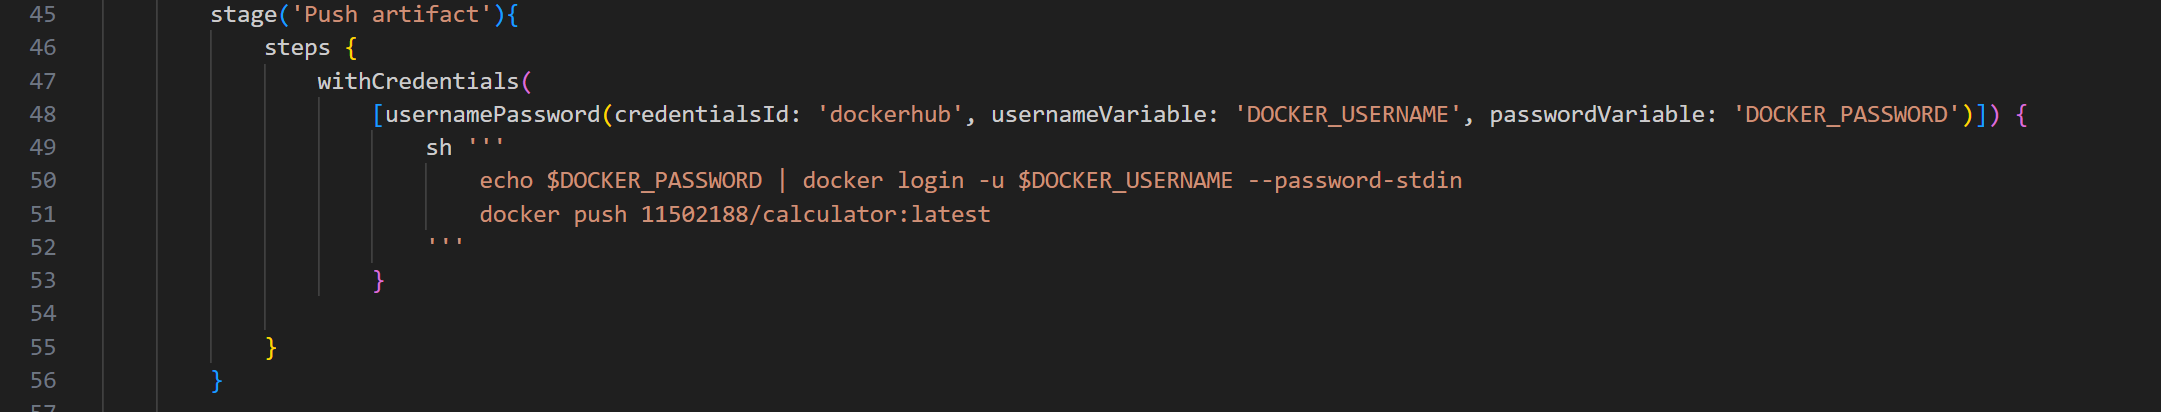 45 stage('Push artifact'){
46 steps {
47 withCredentials(
48 [usernamePassword(credentialsId: 'dockerhub', usernameVariable: 'DOCKER_USERNAME', passwordVariable: 'DOCKER_PASSWORD')]) {
49 sh '''
50 echo $DOCKER_PASSWORD | docker login -u $DOCKER_USERNAME --password-stdin
51 docker push 11502188/calculator:latest
52 '''
53 }
54
55 }
56 }
57